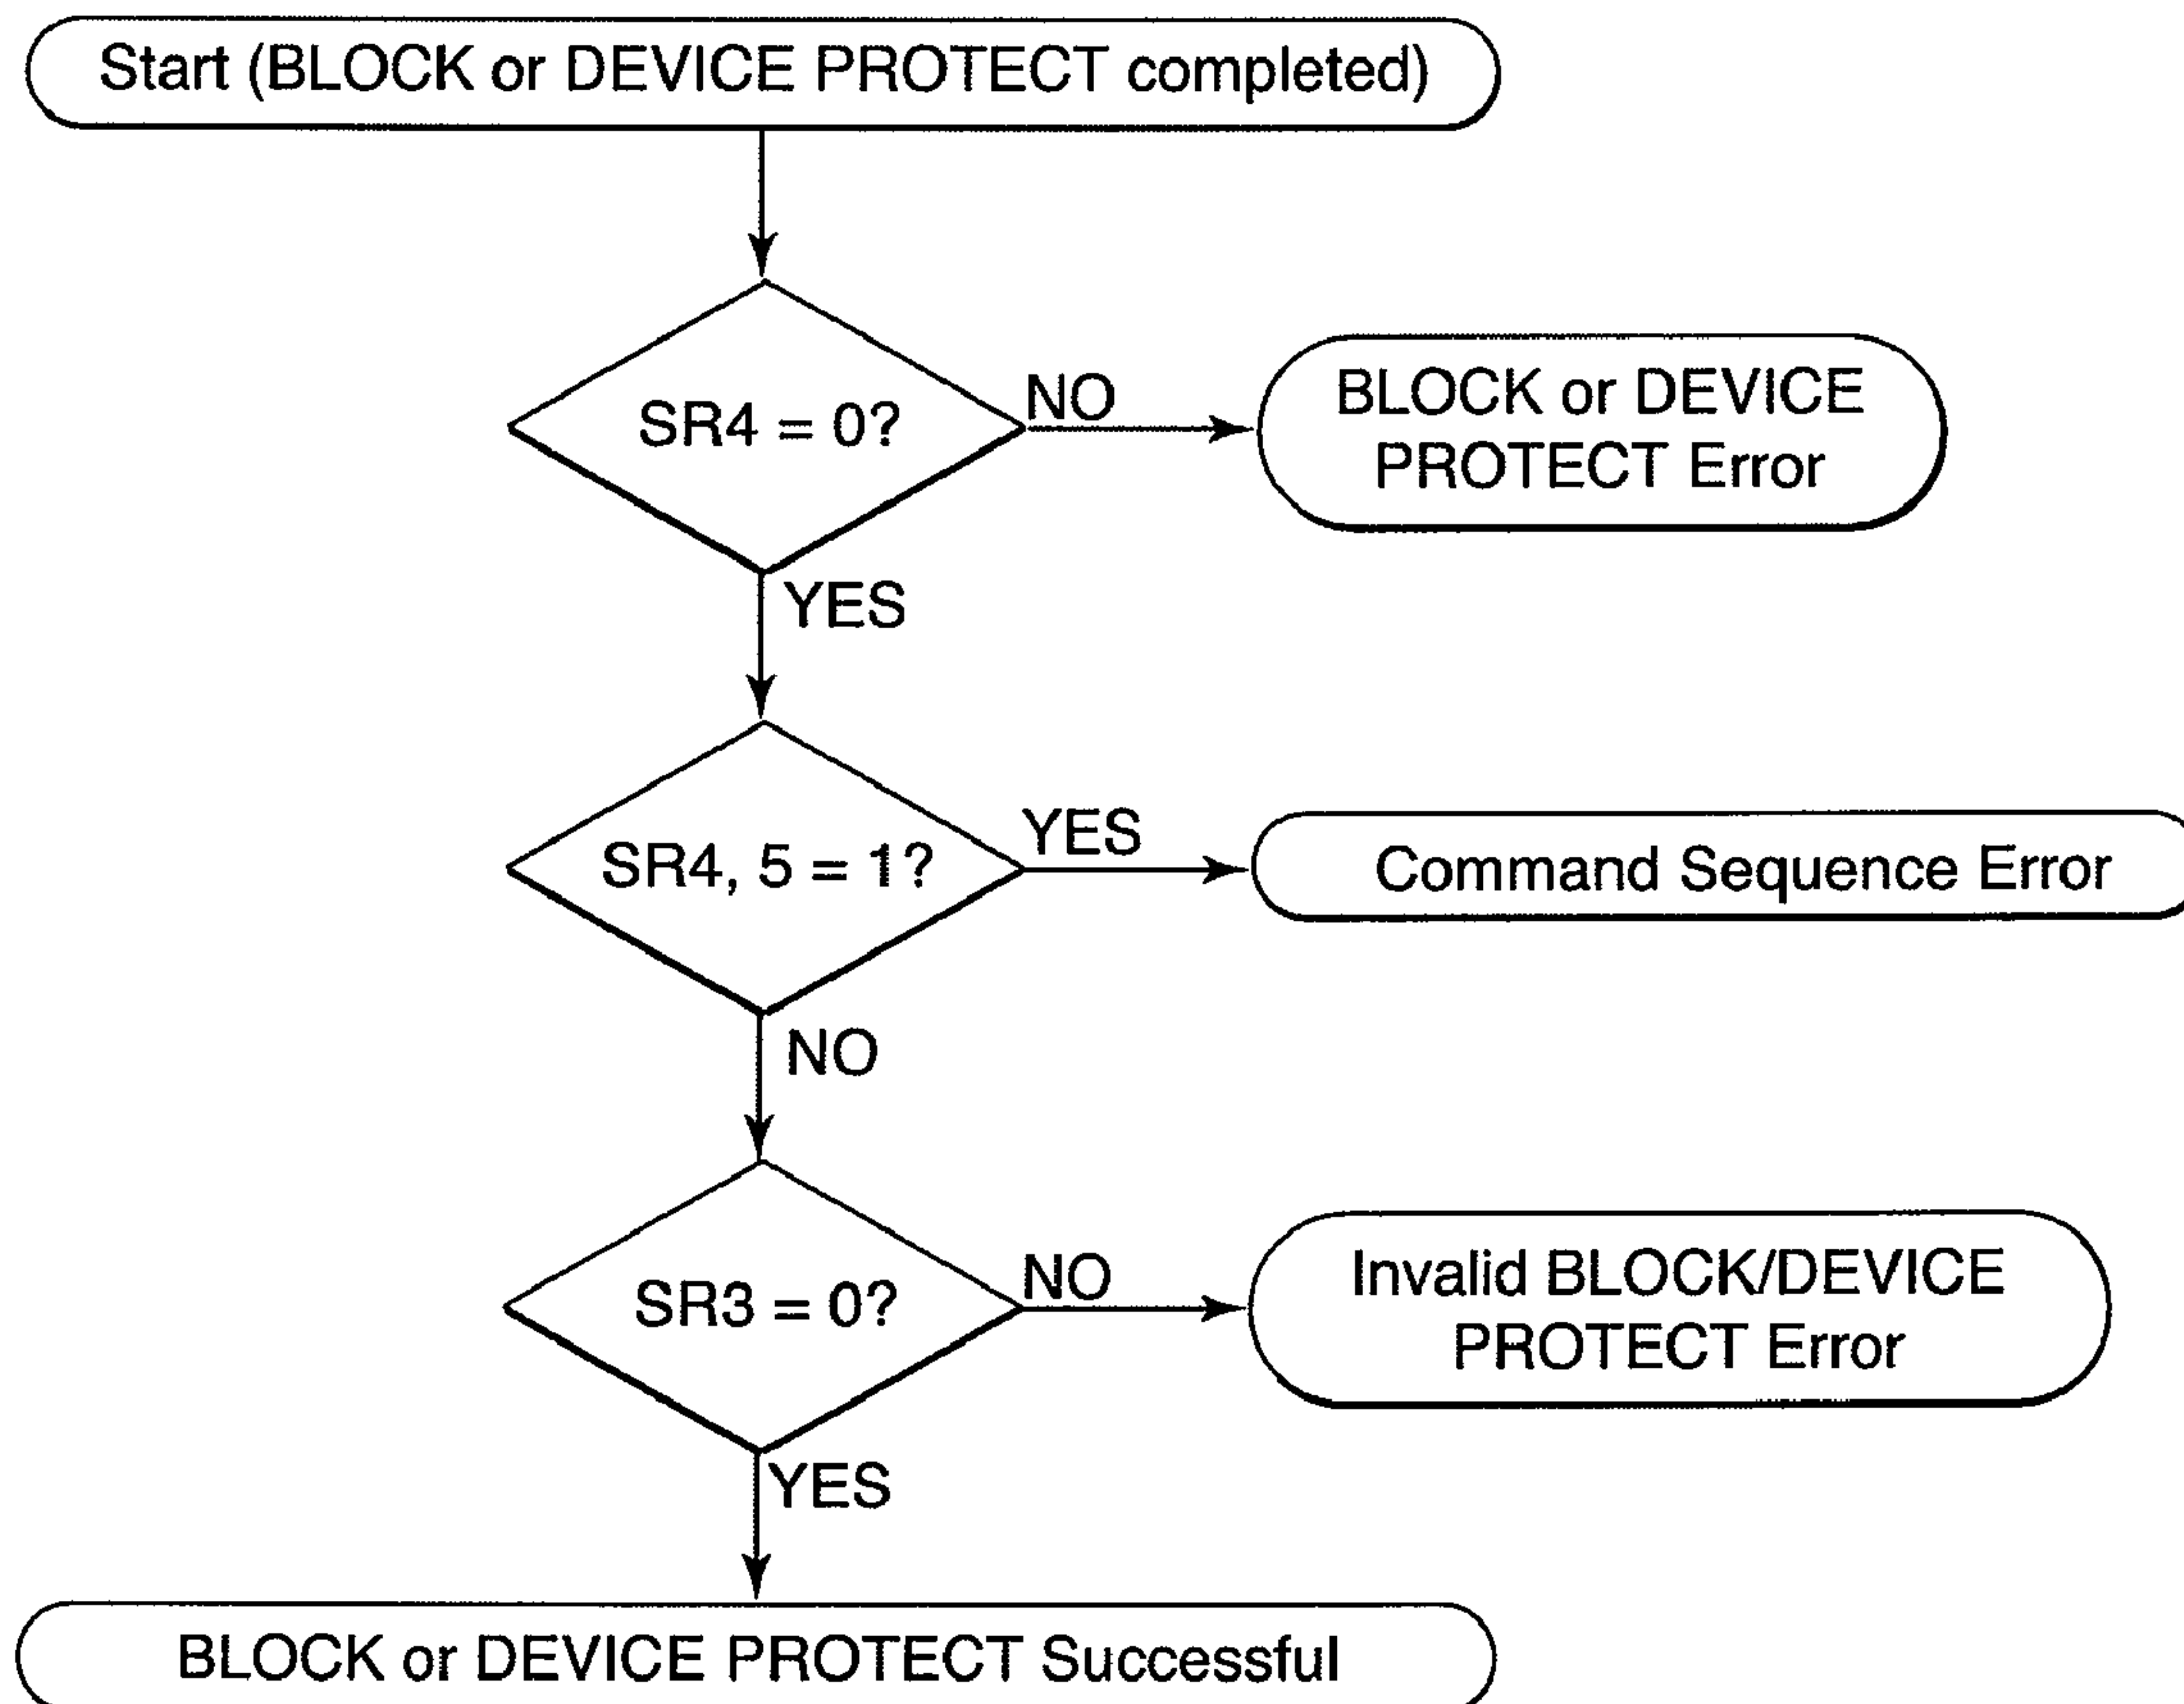 Start (BLOCK or DEVICE PROTECT completed)
SR4 = 0?
NO
BLOCK or DEVICE
PROTECT Error
YES
SR4, 5 = 1?
YES
Command Sequence Error
NO
SR3 = 0?
NO
Invalid BLOCK/DEVICE
PROTECT Error
YES
BLOCK or DEVICE PROTECT Successful